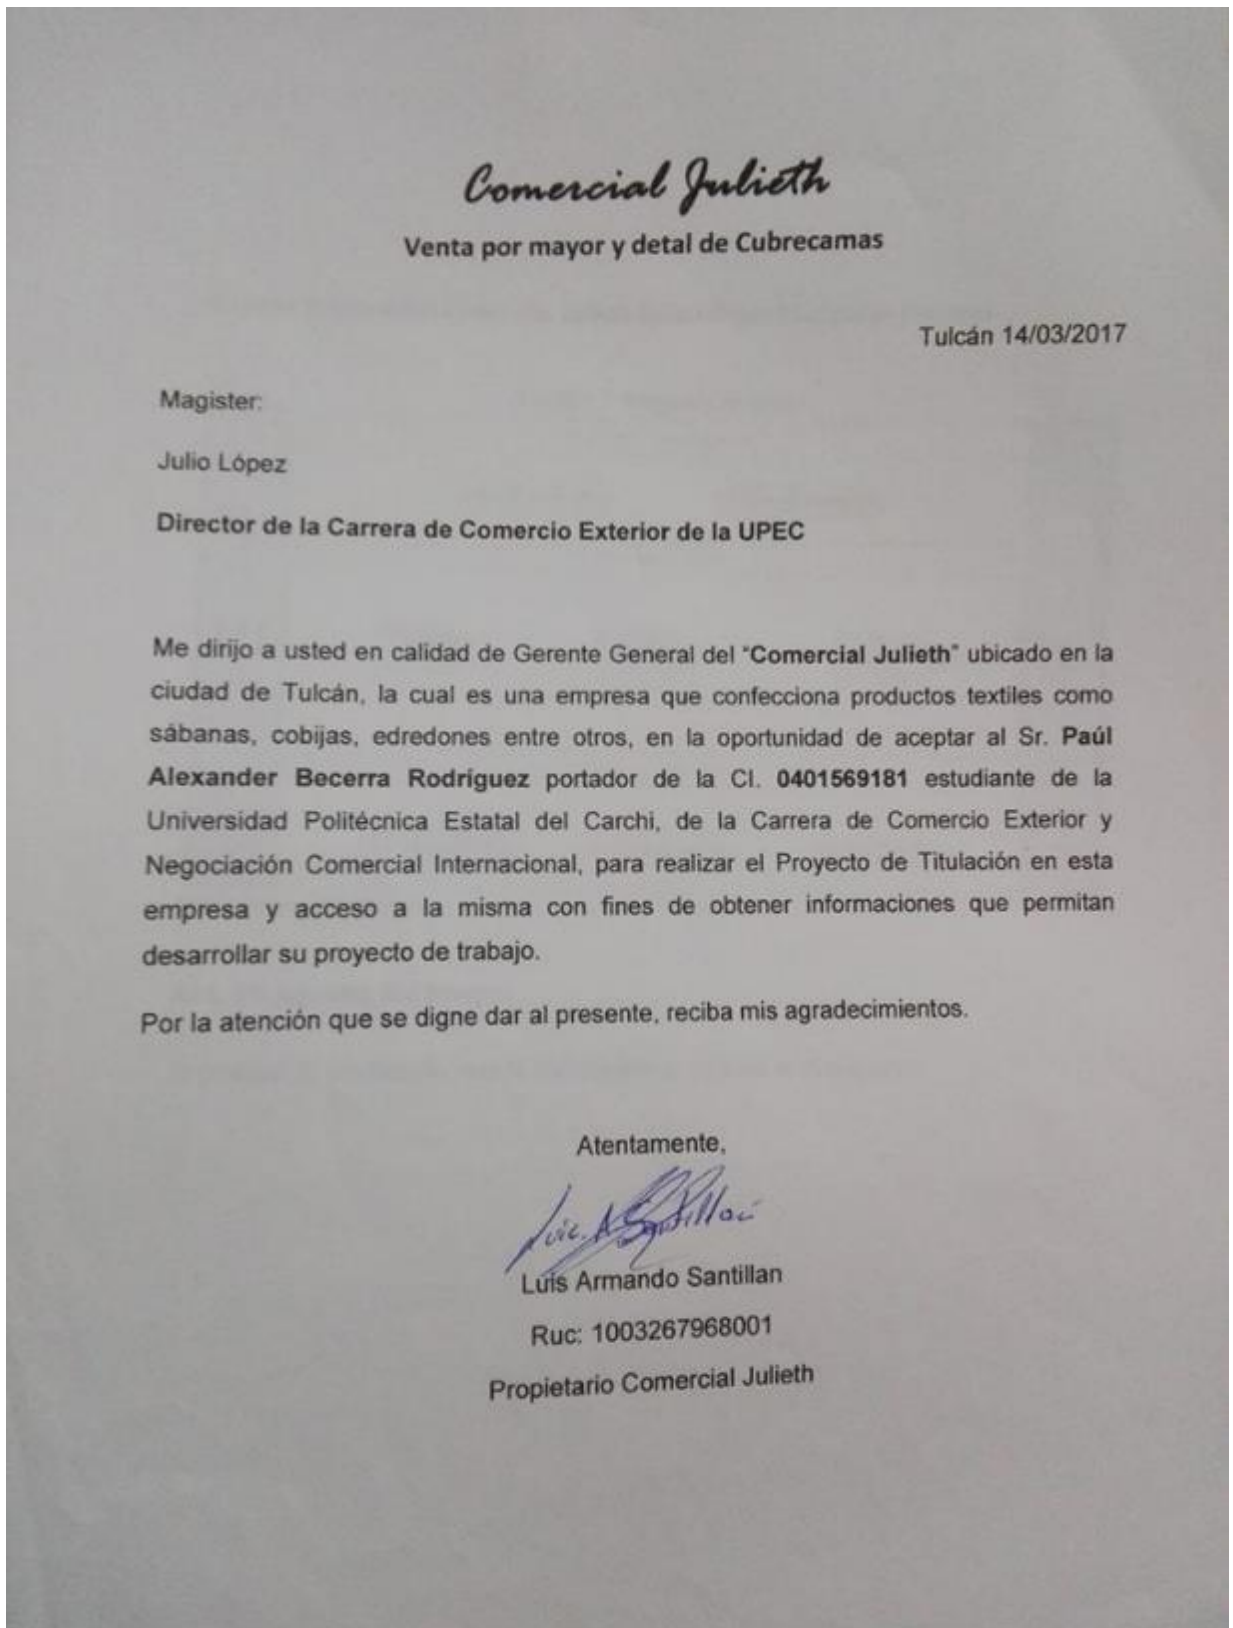 Comercial Julieth
Venta por mayor y detal de Cubrecamas
Tulcán 14/03/2017
Magister:
Julio López
Director de la Carrera de Comercio Exterior de la UPEC
Me dirijo a usted en calidad de Gerente General del "Comercial Julieth" ubicado en la
ciudad de Tulcán, la cual es una empresa que confecciona productos textiles como
sábanas, cobijas, edredones entre otros, en la oportunidad de aceptar al Sr. Paúl
Alexander Becerra Rodríguez portador de la CI. 0401569181 estudiante de la
Universidad Politécnica Estatal del Carchi, de la Carrera de Comercio Exterior y
Negociación Comercial Internacional, para realizar el Proyecto de Titulación en esta
empresa y acceso a la misma con fines de obtener informaciones que permitan
desarrollar su proyecto de trabajo.
Por la atención que se digne dar al presente, reciba mis agradecimientos.
Atentamente,
Luis A Santillan
Luis Armando Santillan
Ruc: 1003267968001
Propietario Comercial Julieth